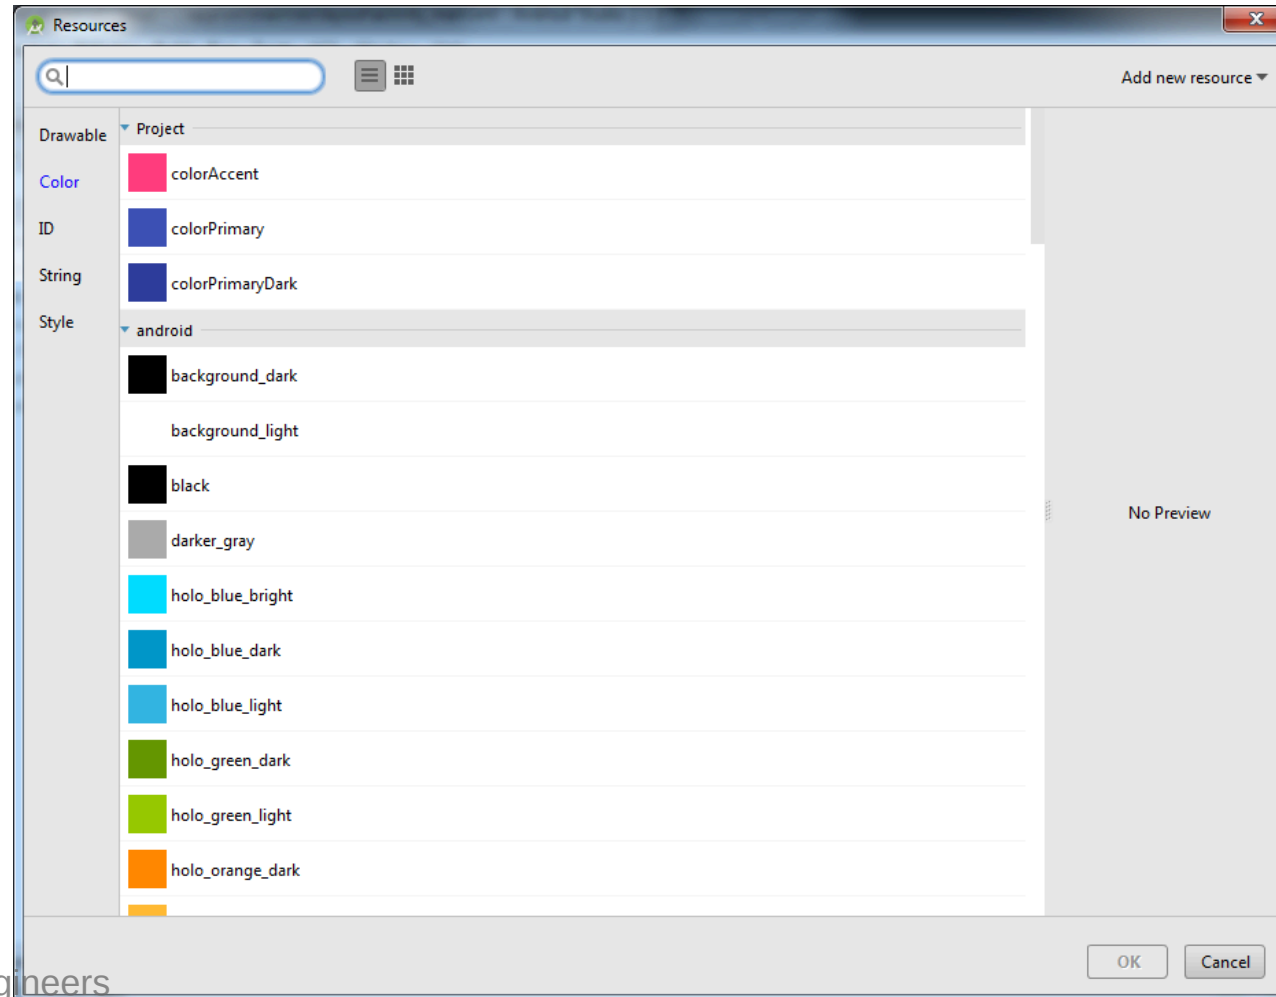 Resources
Add new resource
Drawable
Color
ID
String
Style
Project
colorAccent
colorPrimary
colorPrimaryDark
android
background_dark
background_light
black
darker_gray
holo_blue_bright
holo_blue_dark
holo_blue_light
holo_green_dark
holo_green_light
holo_orange_dark
No Preview
OK
Cancel
gineers